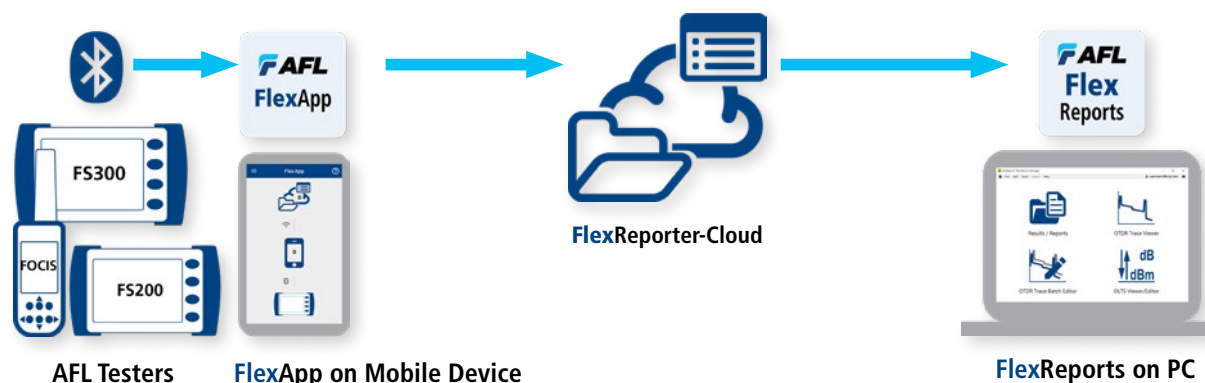 AFL
FlexApp
AFL
Flex
Reports
FS300
FOCIS
FS200
FlexApp
FlexReporter-Cloud
Results / Reports
OTDR Trace Viewer
dB
dBm
OTDR Trace Batch Editor
OLTS Viewer/Editor
AFL Testers
FlexApp on Mobile Device
FlexReports on PC